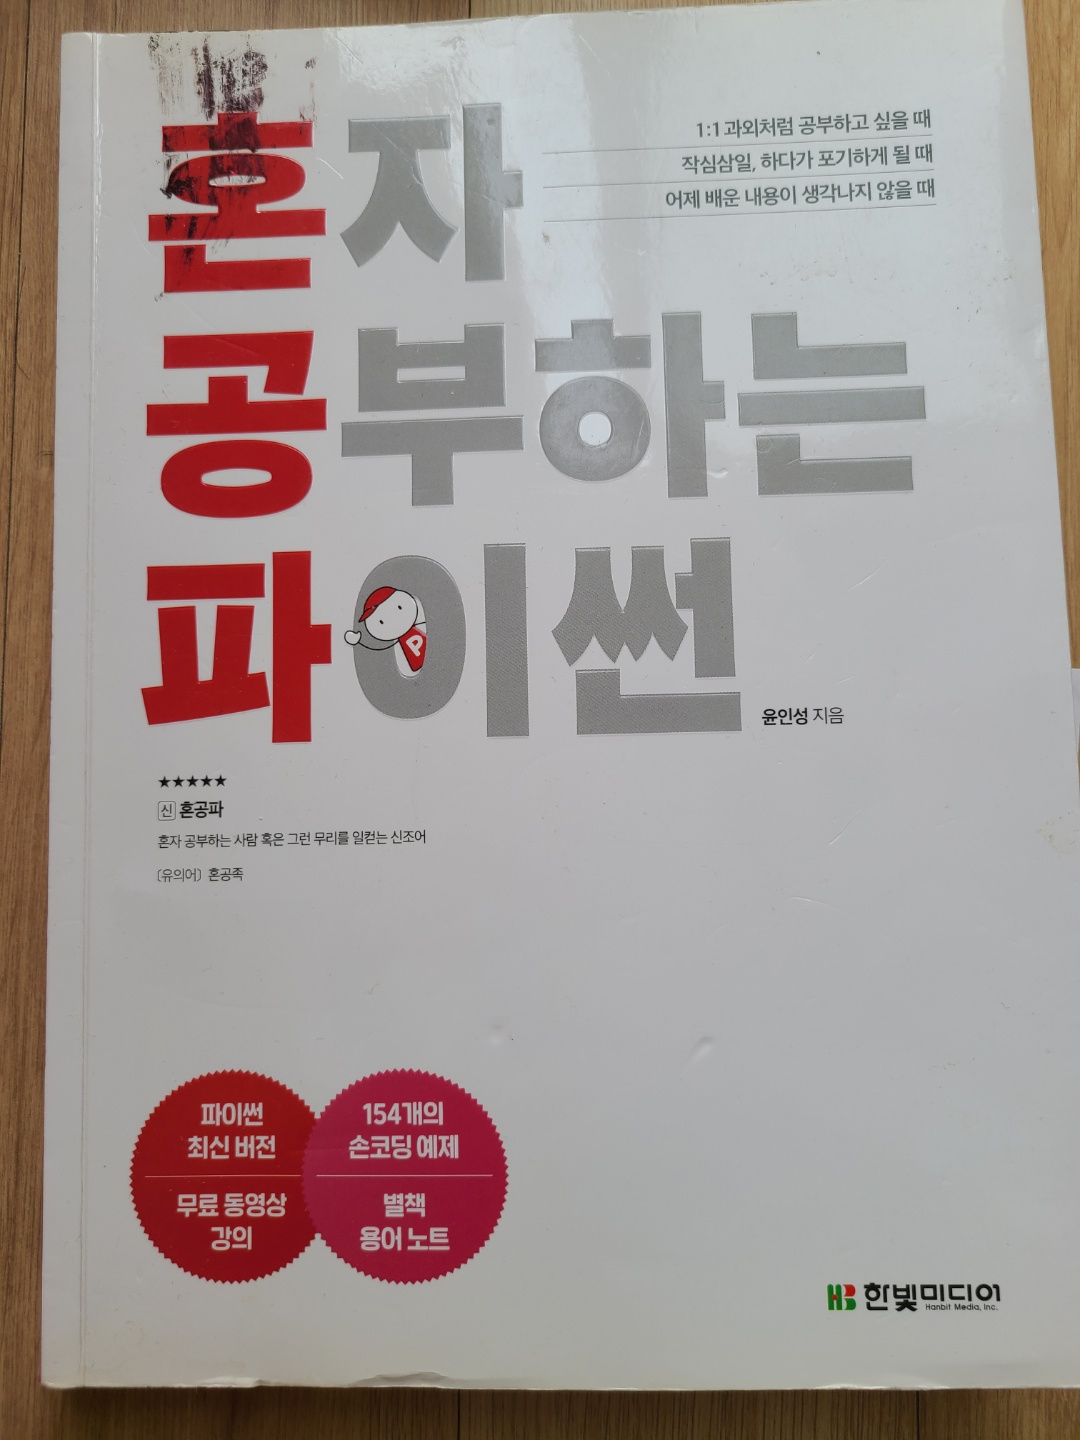 1:1 과외처럼 공부하고 싶을 때
작심삼일, 하다가 포기하게 될 때
어제 배운 내용이 생각나지 않을 때
혼자
공부하는
파이썬
P
윤인성 지음
★★★★★
신 혼공파
혼자 공부하는 사람 혹은 그런 무리를 일컫는 신조어
[유의어] 혼공족
파이썬
최신 버전
무료 동영상
강의
154개의
손코딩 예제
별책
용어 노트
HB 한빛미디어
Hanbit Media, Inc.